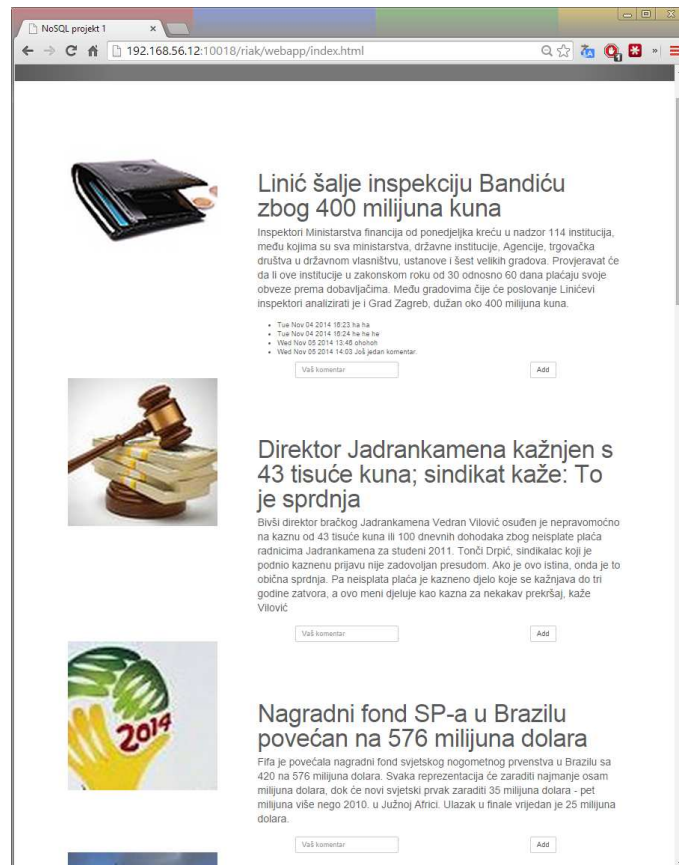 NoSQL projekt 1
192.168.56.12:10018/riak/webapp/index.html
Linić šalje inspekciju Bandiću
zbog 400 milijuna kuna
Inspektori Ministarstva financija od ponedjeljka kreću u nadzor 114 institucija,
među kojima su sva ministarstva, državne institucije, Agencije, trgovačka
društva u državnom vlasništvu, ustanove i šest velikih gradova. Provjeravat će
da li ove institucije u zakonskom roku od 30 odnosno 60 dana plaćaju svoje
obveze prema dobavljačima. Među gradovima čije će poslovanje Linićevi
inspektori analizirati je i Grad Zagreb, dužan oko 400 milijuna kuna.
Tue Nov 04 2014 16:23 ha ha
Tue Nov 04 2014 16:24 he he he
Wed Nov 05 2014 13:46 ohohoh
Wed Nov 05 2014 14:03 Još jedan komentar.
Vaš komentar Add
Direktor Jadrankamena kažnjen s
43 tisuće kuna; sindikat kaže: To
je sprdnja
Bivši direktor bračkog Jadrankamena Vedran Vilović osuđen je nepravomoćno
na kaznu od 43 tisuće kuna ili 100 dnevnih dohodaka zbog neisplate plaća
radnicima Jadrankamena za studeni 2011. Tonči Drpić, sindikalac koji je
podnio kaznenu prijavu nije zadovoljan presudom. Ako je ovo istina, onda je to
obična sprdnja. Pa neisplata plaća je kazneno djelo koje se kažnjava do tri
godine zatvora, a ovo meni djeluje kao kazna za nekakav prekršaj, kaže
Vilović
Vaš komentar Add
2014
Nagradni fond SP-a u Brazilu
povećan na 576 milijuna dolara
Fifa je povećala nagradni fond svjetskog nogometnog prvenstva u Brazilu sa
420 na 576 milijuna dolara. Svaka reprezentacija će zaraditi najmanje osam
milijuna dolara, dok će novi svjetski prvak zaraditi 35 milijuna dolara - pet
milijuna više nego 2010. u Južnoj Africi. Ulazak u finale vrijedan je 25 milijuna
dolara.
Vaš komentar Add